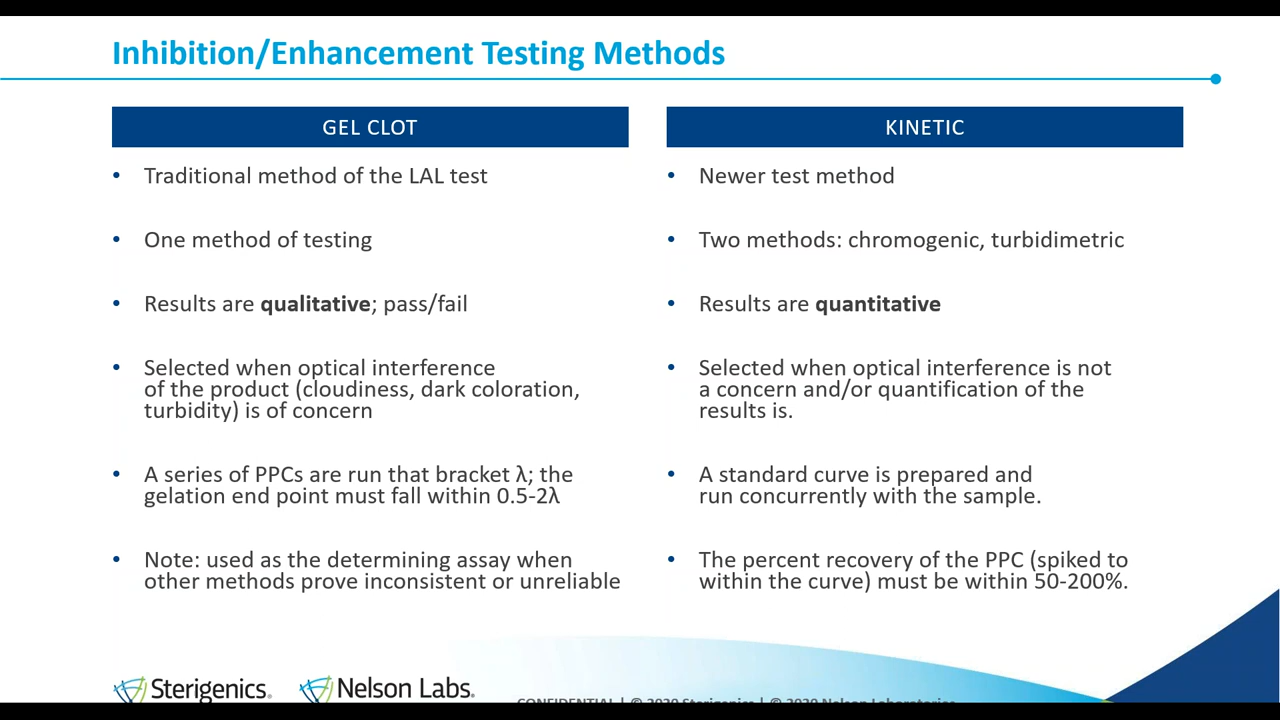 Inhibition/Enhancement Testing Methods
GEL CLOT
• Traditional method of the LAL test
• One method of testing
• Results are qualitative; pass/fail
• Selected when optical interference
of the product (cloudiness, dark coloration,
turbidity) is of concern
• A series of PPCs are run that bracket λ; the
gelation end point must fall within 0.5-2λ
• Note: used as the determining assay when
other methods prove inconsistent or unreliable
KINETIC
• Newer test method
• Two methods: chromogenic, turbidimetric
• Results are quantitative
• Selected when optical interference is not
a concern and/or quantification of the
results is.
• A standard curve is prepared and
run concurrently with the sample.
• The percent recovery of the PPC (spiked to
within the curve) must be within 50-200%.
Sterigenics®
Nelson Labs®
CONFIDENTIAL | © 2020 Sterigenics | © 2020 Nelson Laboratories